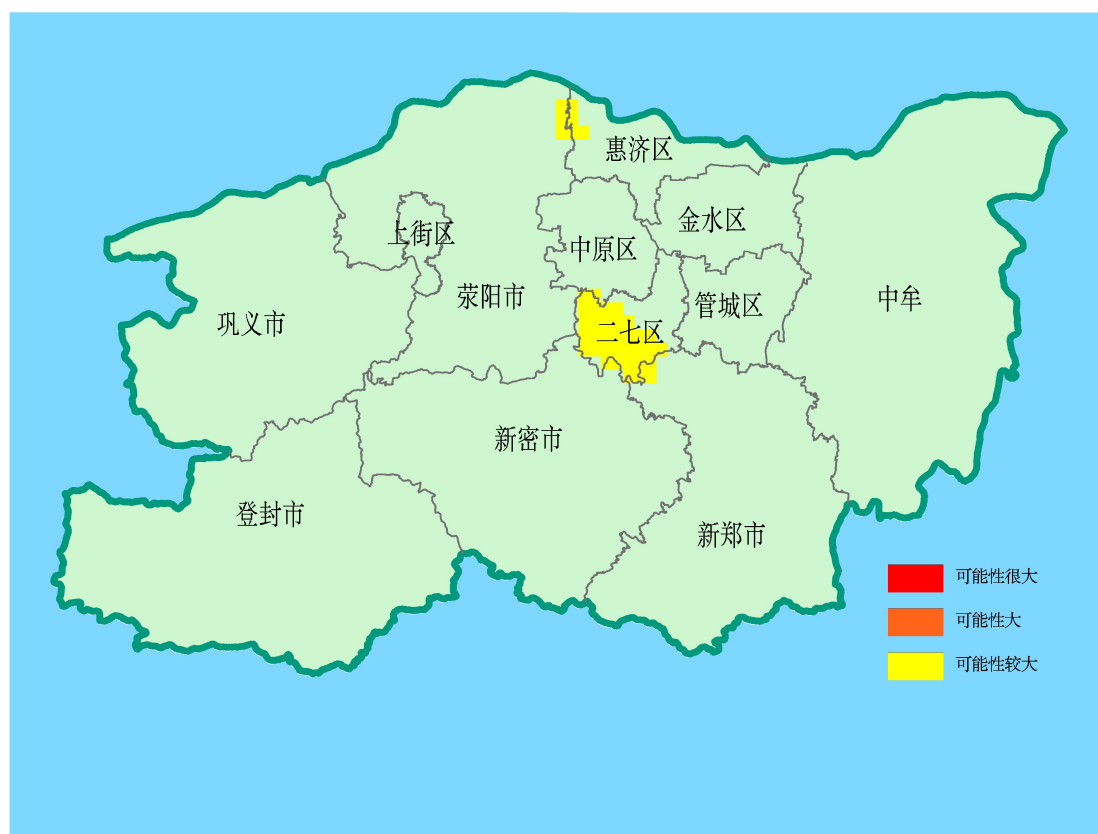 惠济区
金水区
上街区
中原区
荥阳市
管城区
中牟
巩义市
二七区
新密市
登封市
新郑市
可能性很大
可能性大
可能性较大